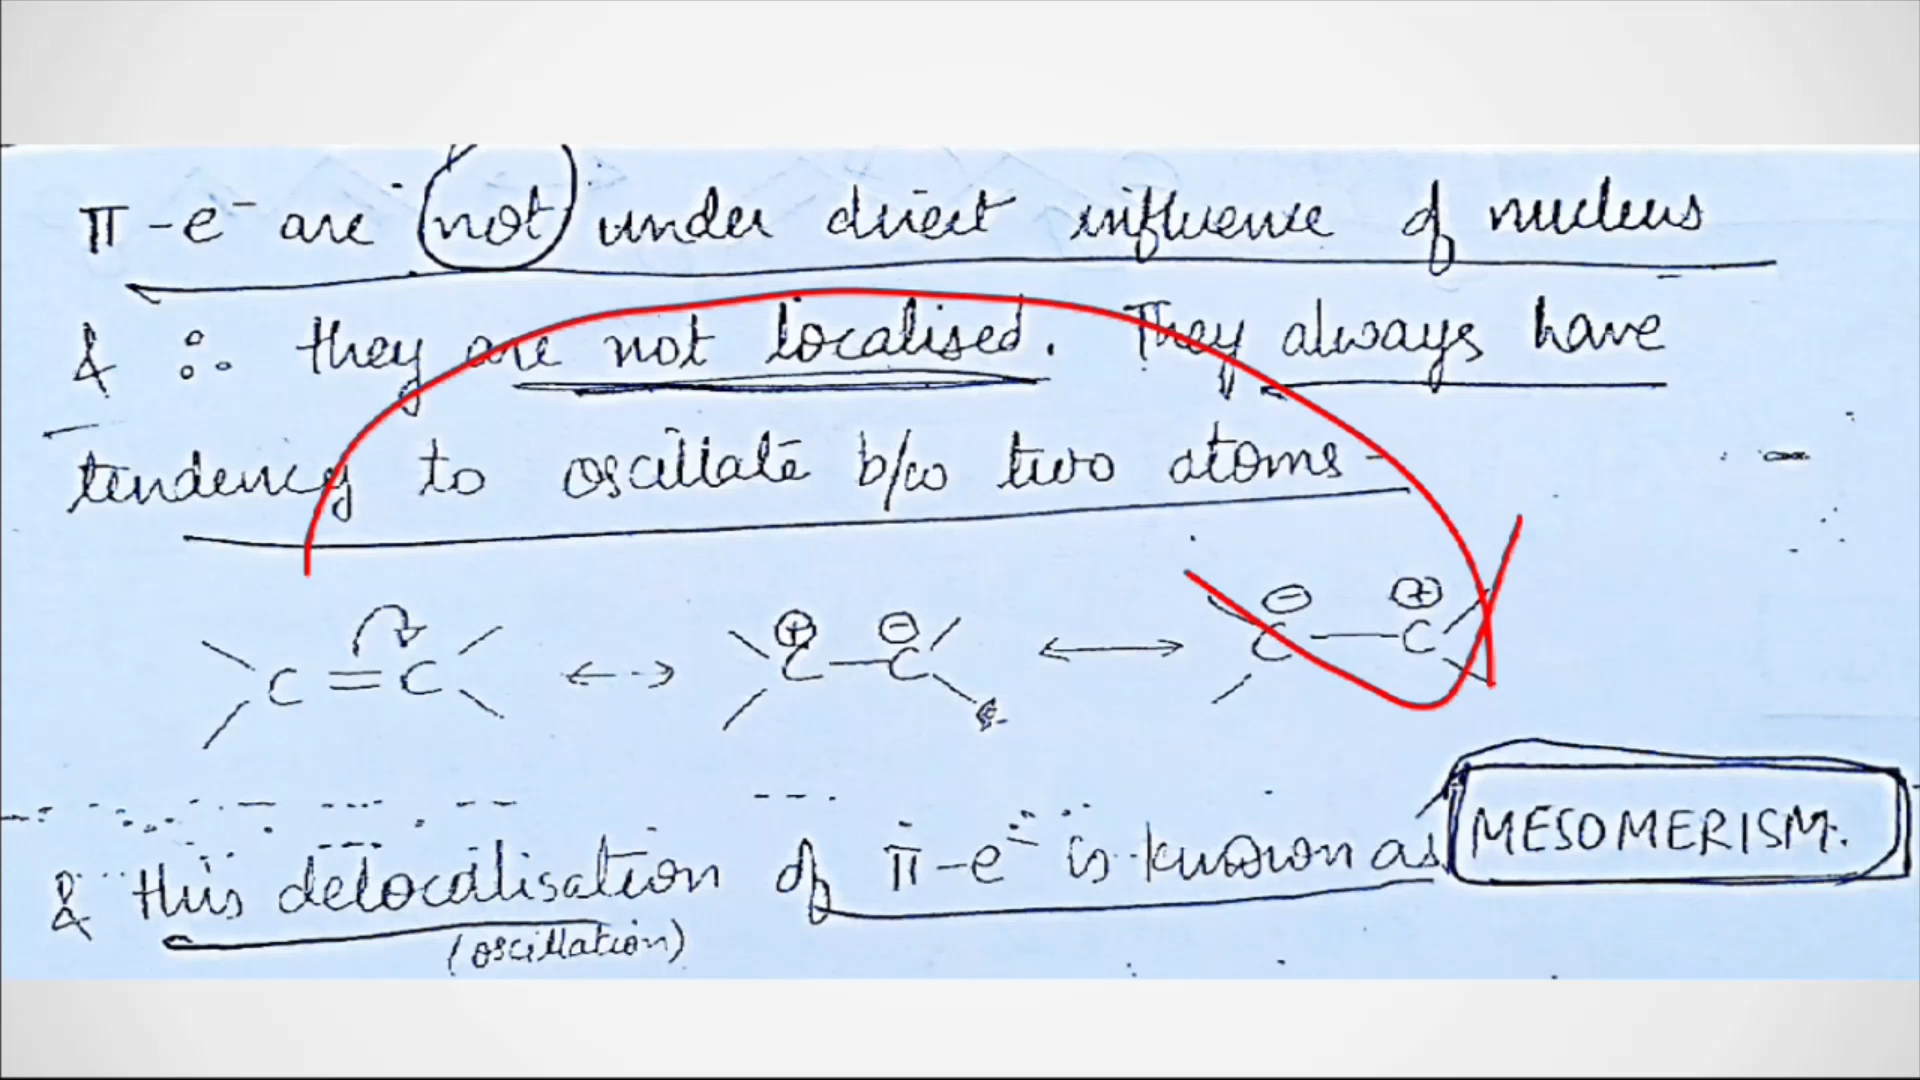 π-e⁻ are not under direct influence of nucleus
& ∴ they are not localised. They always have
tendency to oscillate b/w two atoms-
C=C ↔ ⊕C—C⊖ ↔ ⊖C—C⊕
& this delocalisation of π-e⁻ is known as MESOMERISM.
(oscillation)